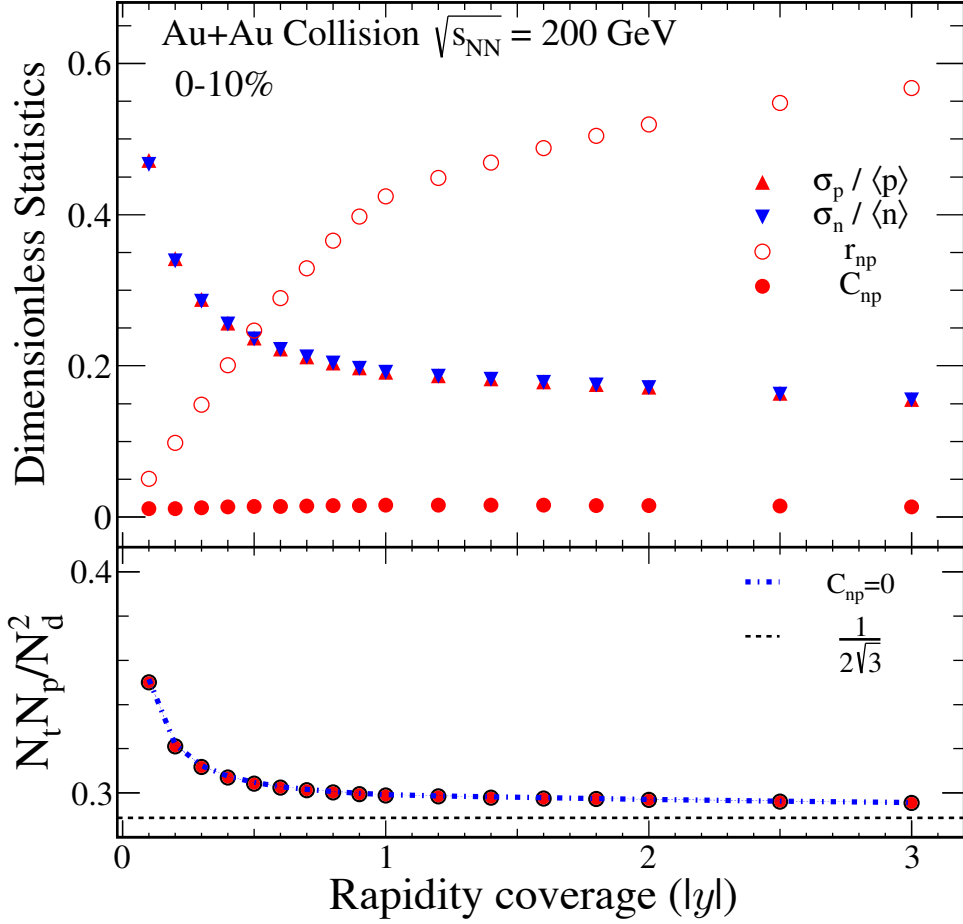 Au+Au Collision √s_NN = 200 GeV
0-10%
Dimensionless Statistics
0.6
0.4
0.2
0
σ_p / ⟨p⟩
σ_n / ⟨n⟩
r_np
C_np
N_tN_p/N_d^2
0.4
0.3
C_np=0
1/2√3
0 1 2 3
Rapidity coverage (|y|)